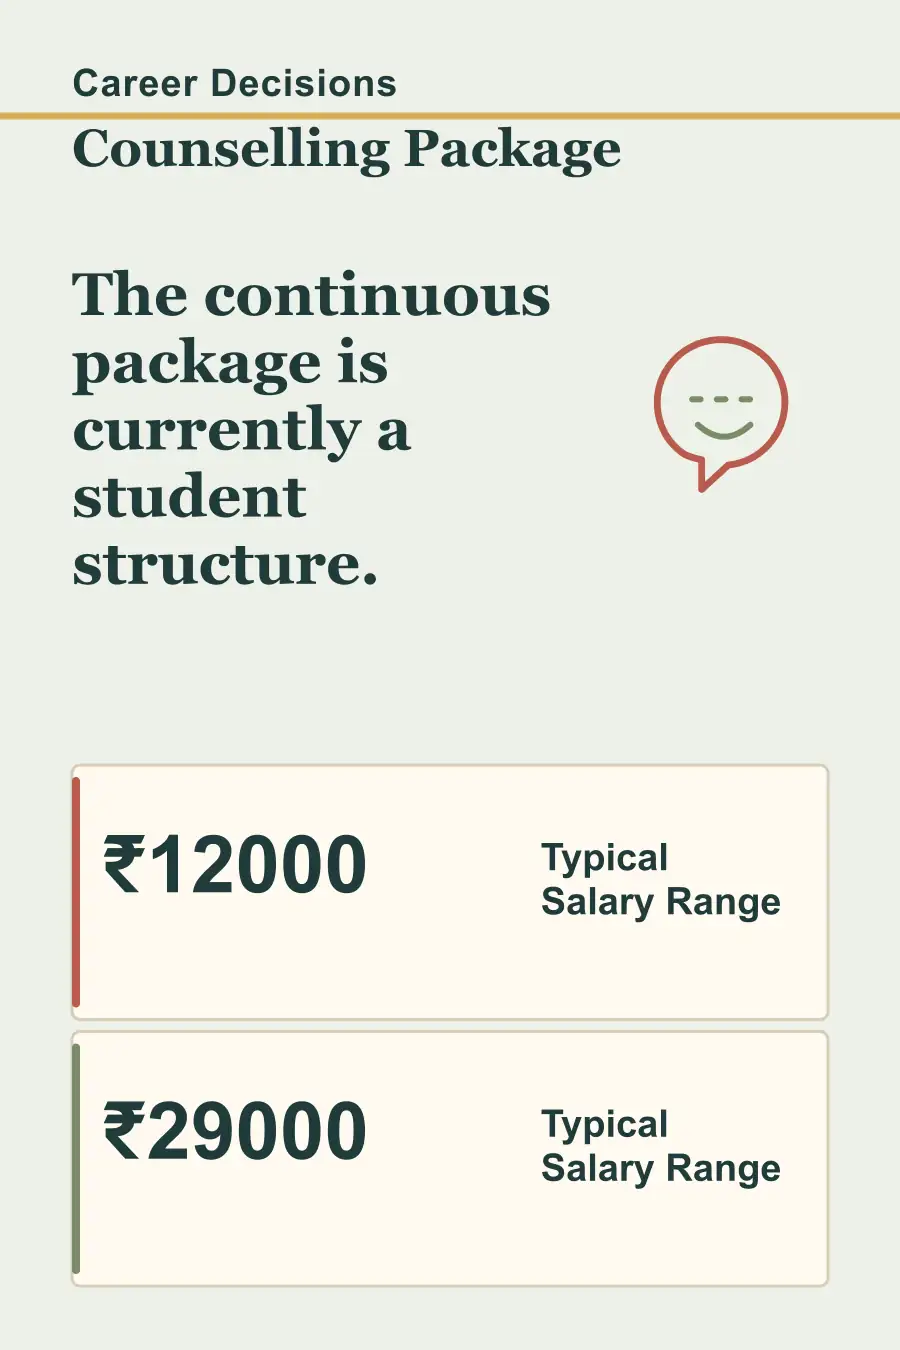 Career Decisions
Counselling Package
The continuous
package is
currently a
student
structure.
₹12000
Typical
Salary Range
₹29000
Typical
Salary Range